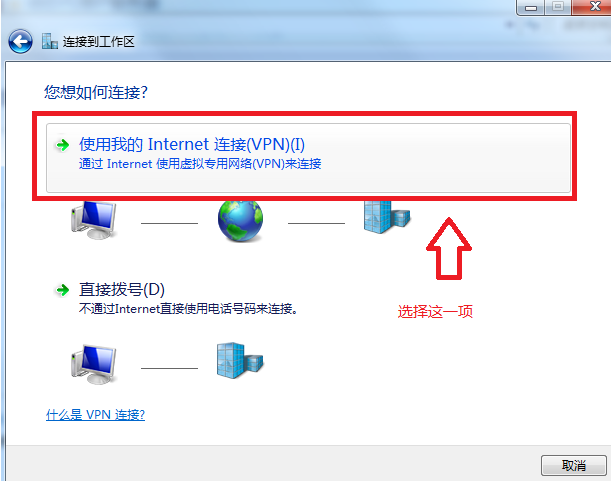 连接到工作区
您想如何连接?
使用我的 Internet 连接(VPN)(I)
通过 Internet 使用虚拟专用网络(VPN)来连接
直接拨号(D)
不通过Internet直接使用电话号码来连接。
选择这一项
什么是 VPN 连接?
取消